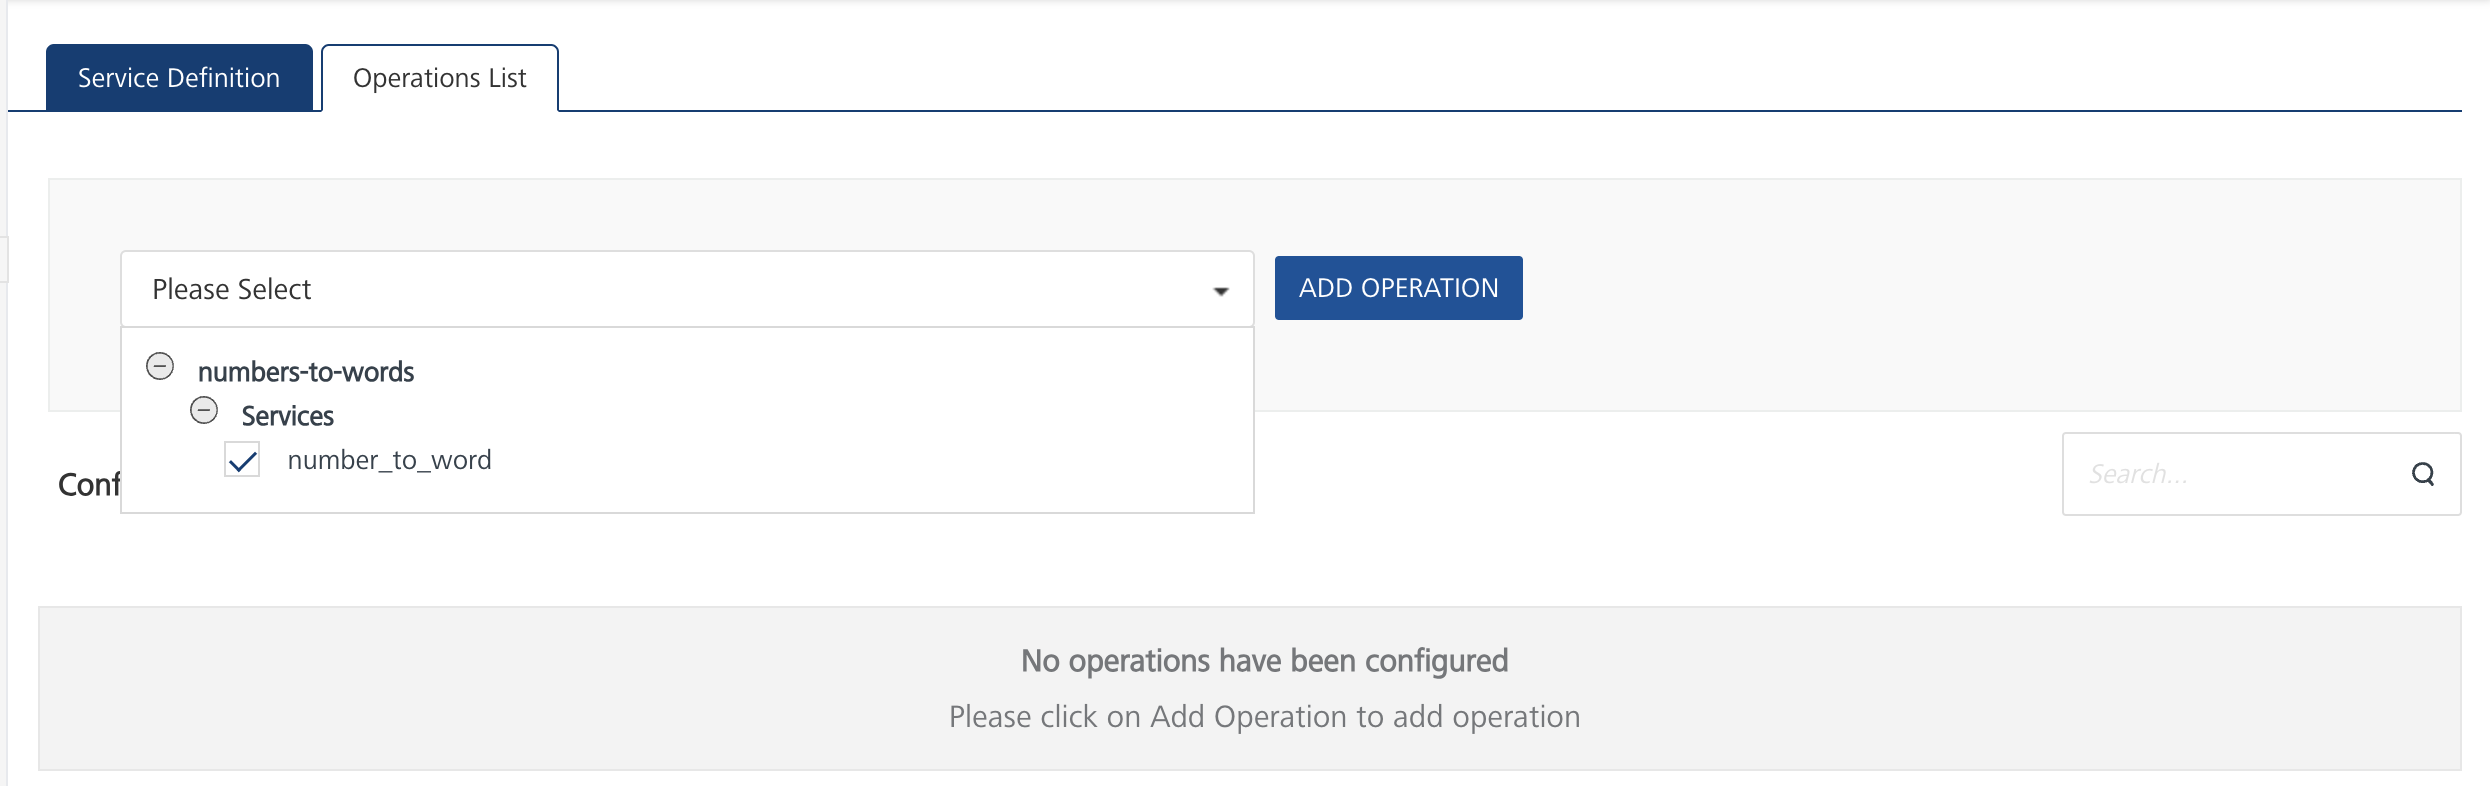 Service Definition
Operations List
Please Select
ADD OPERATION
numbers-to-words
Services
number_to_word
Conf
Search...
No operations have been configured
Please click on Add Operation to add operation